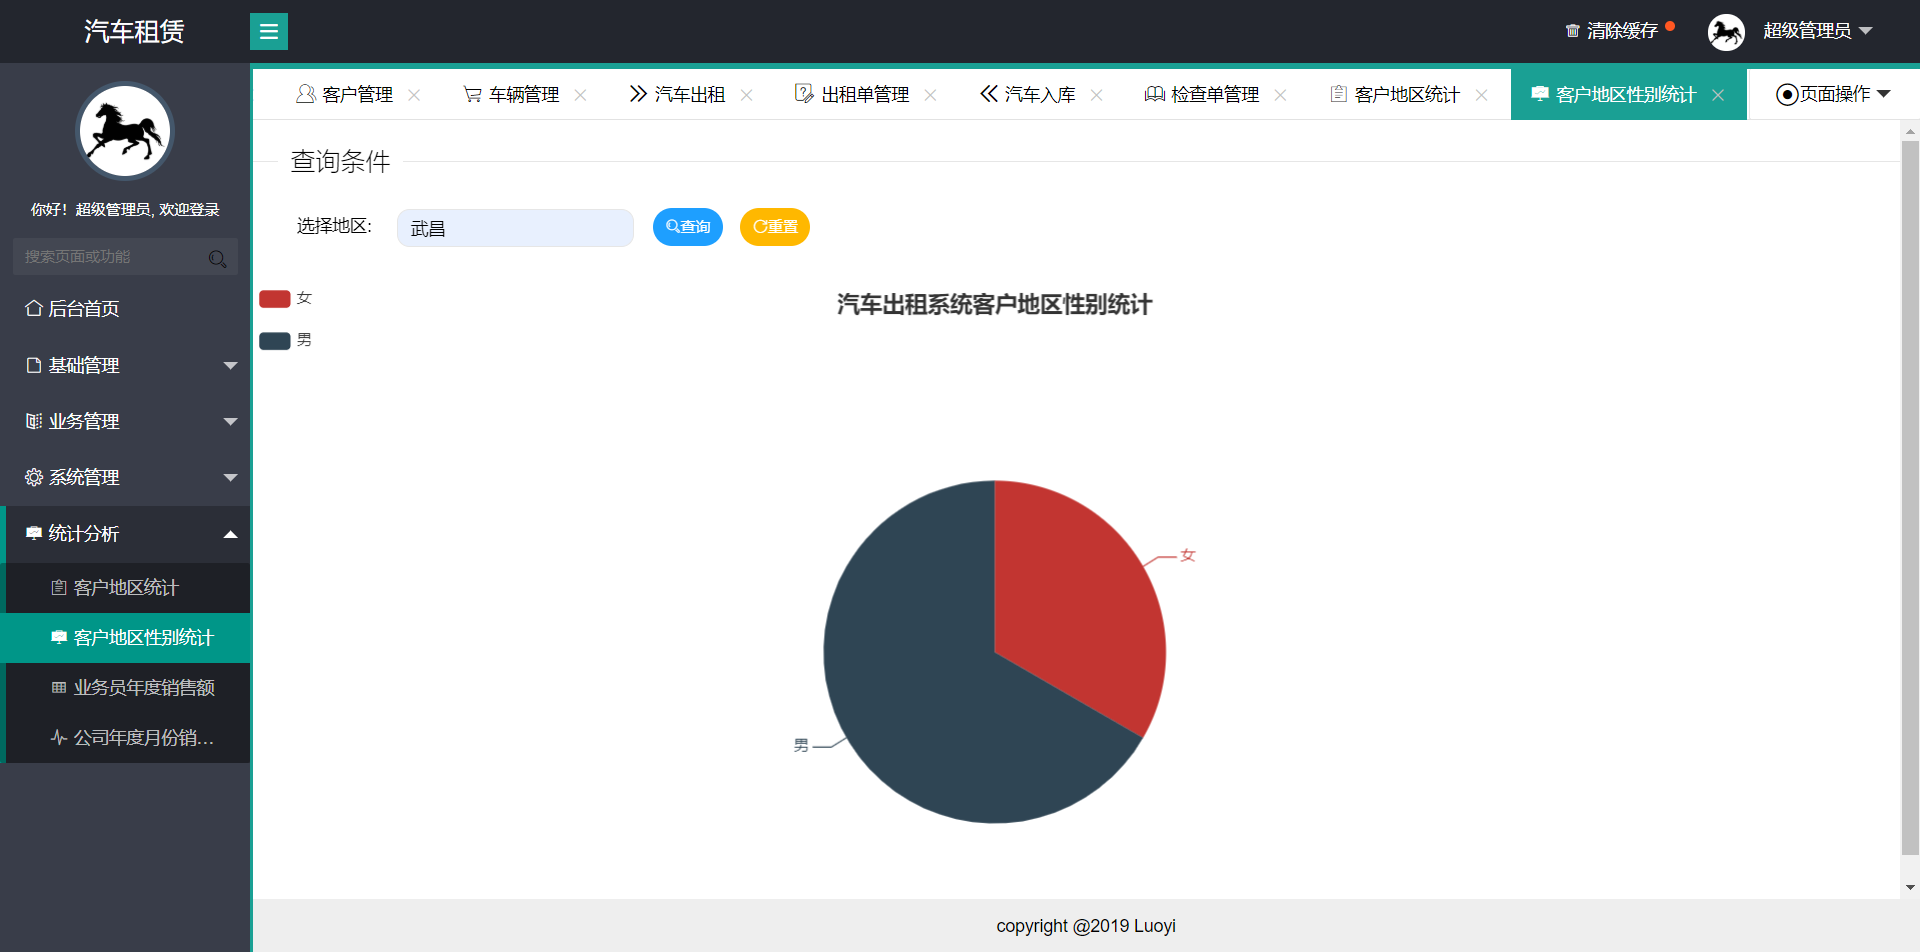 汽车租赁
清除缓存
超级管理员
你好！超级管理员, 欢迎登录
搜索页面或功能
后台首页
基础管理
业务管理
系统管理
统计分析
客户地区统计
客户地区性别统计
业务员年度销售额
公司年度月份销...
客户管理 车辆管理 汽车出租 出租单管理 汽车入库 检查单管理 客户地区统计 客户地区性别统计 页面操作
查询条件
选择地区: 武昌 查询 重置
女
男
汽车出租系统客户地区性别统计
女
男
copyright @2019 Luoyi